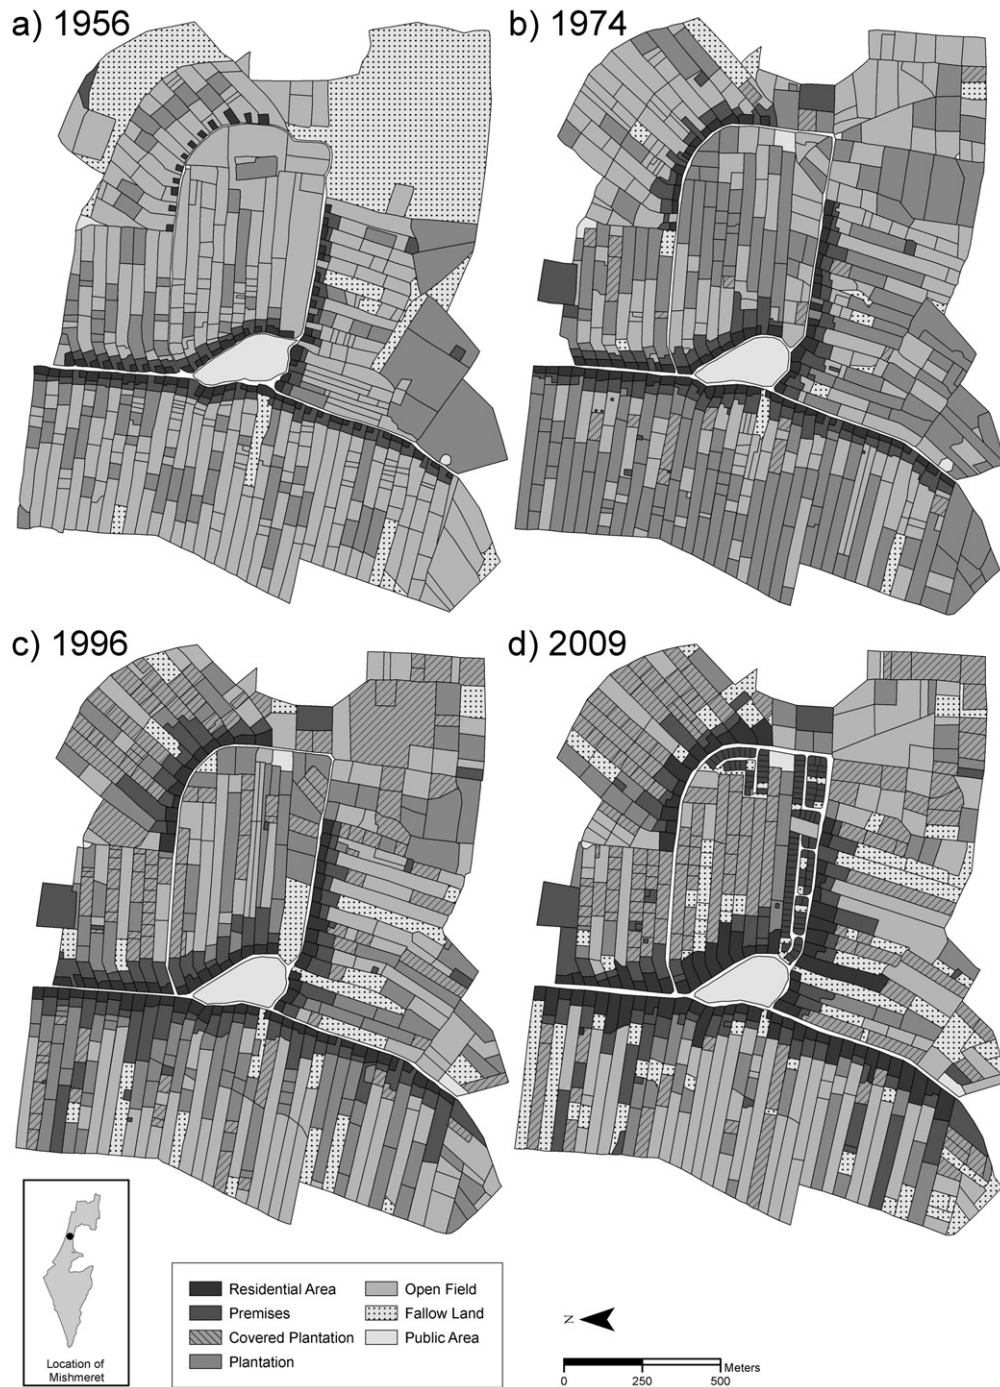 a) 1956
b) 1974
c) 1996
d) 2009
Location of
Mishmeret
Residential Area
Premises
Covered Plantation
Plantation
Open Field
Fallow Land
Public Area
N
Meters
0 250 500